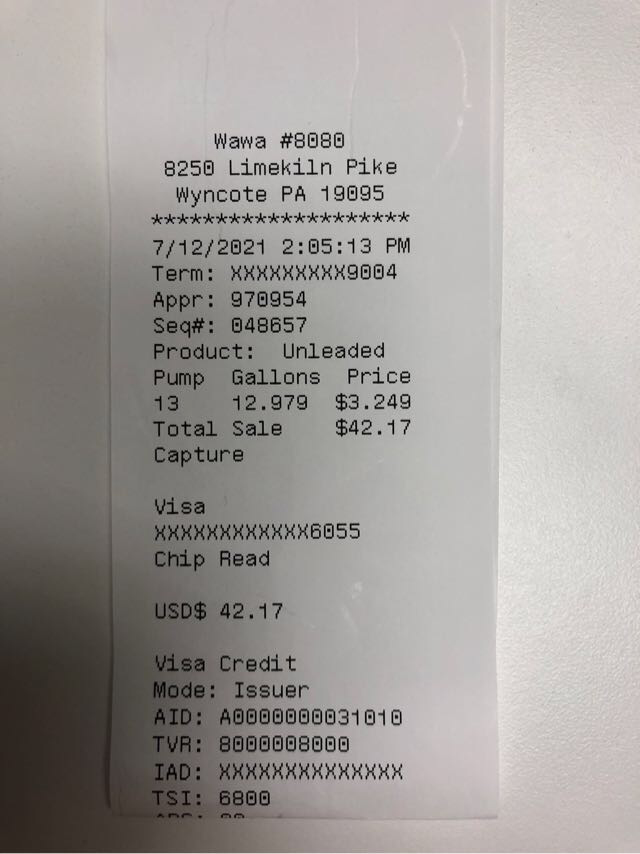 Wawa #8080
8250 Limekiln Pike
Wyncote PA 19095
********************
7/12/2021 2:05:13 PM
Term: XXXXXXXXX9004
Appr: 970954
Seq#: 048657
Product: Unleaded
Pump Gallons Price
13 12.979 $3.249
Total Sale $42.17
Capture
Visa
XXXXXXXXXXXX6055
Chip Read
USD$ 42.17
Visa Credit
Mode: Issuer
AID: A0000000031010
TVR: 8000008000
IAD: XXXXXXXXXXXXXX
TSI: 6800